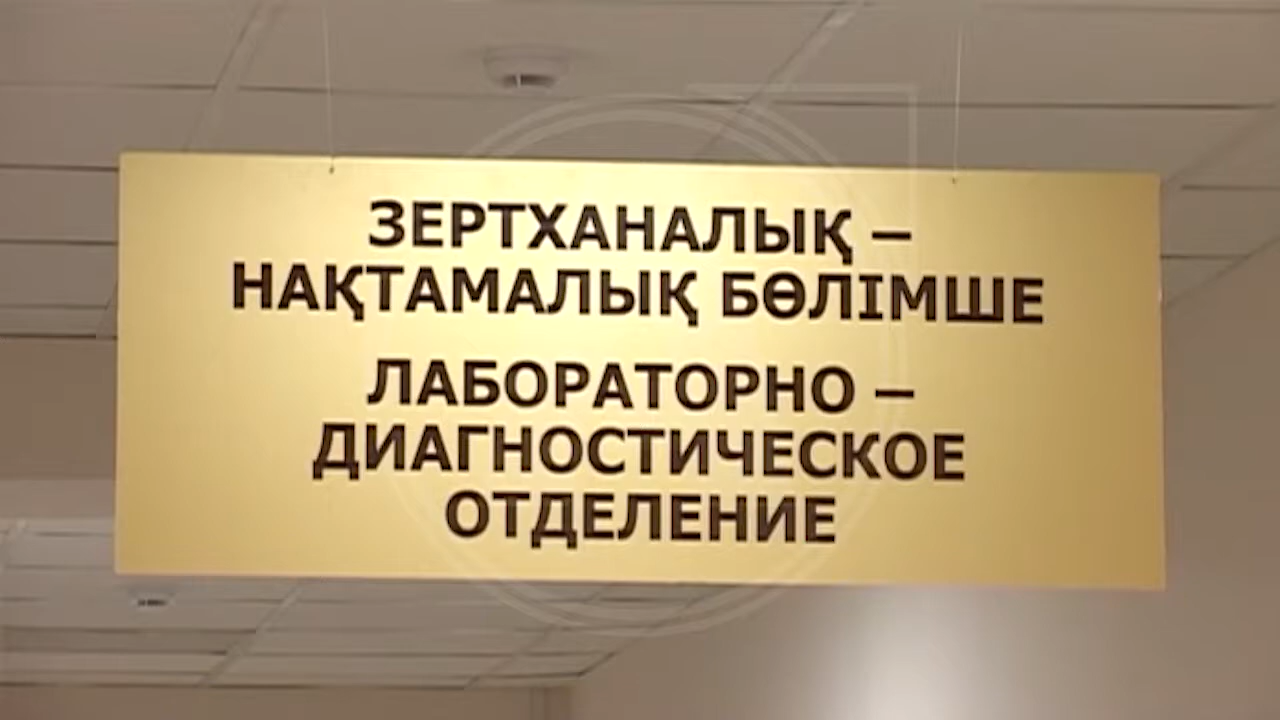 ЗЕРТХАНАЛЫҚ –
НАҚТАМАЛЫҚ БӨЛІМШЕ
ЛАБОРАТОРНО –
ДИАГНОСТИЧЕСКОЕ
ОТДЕЛЕНИЕ